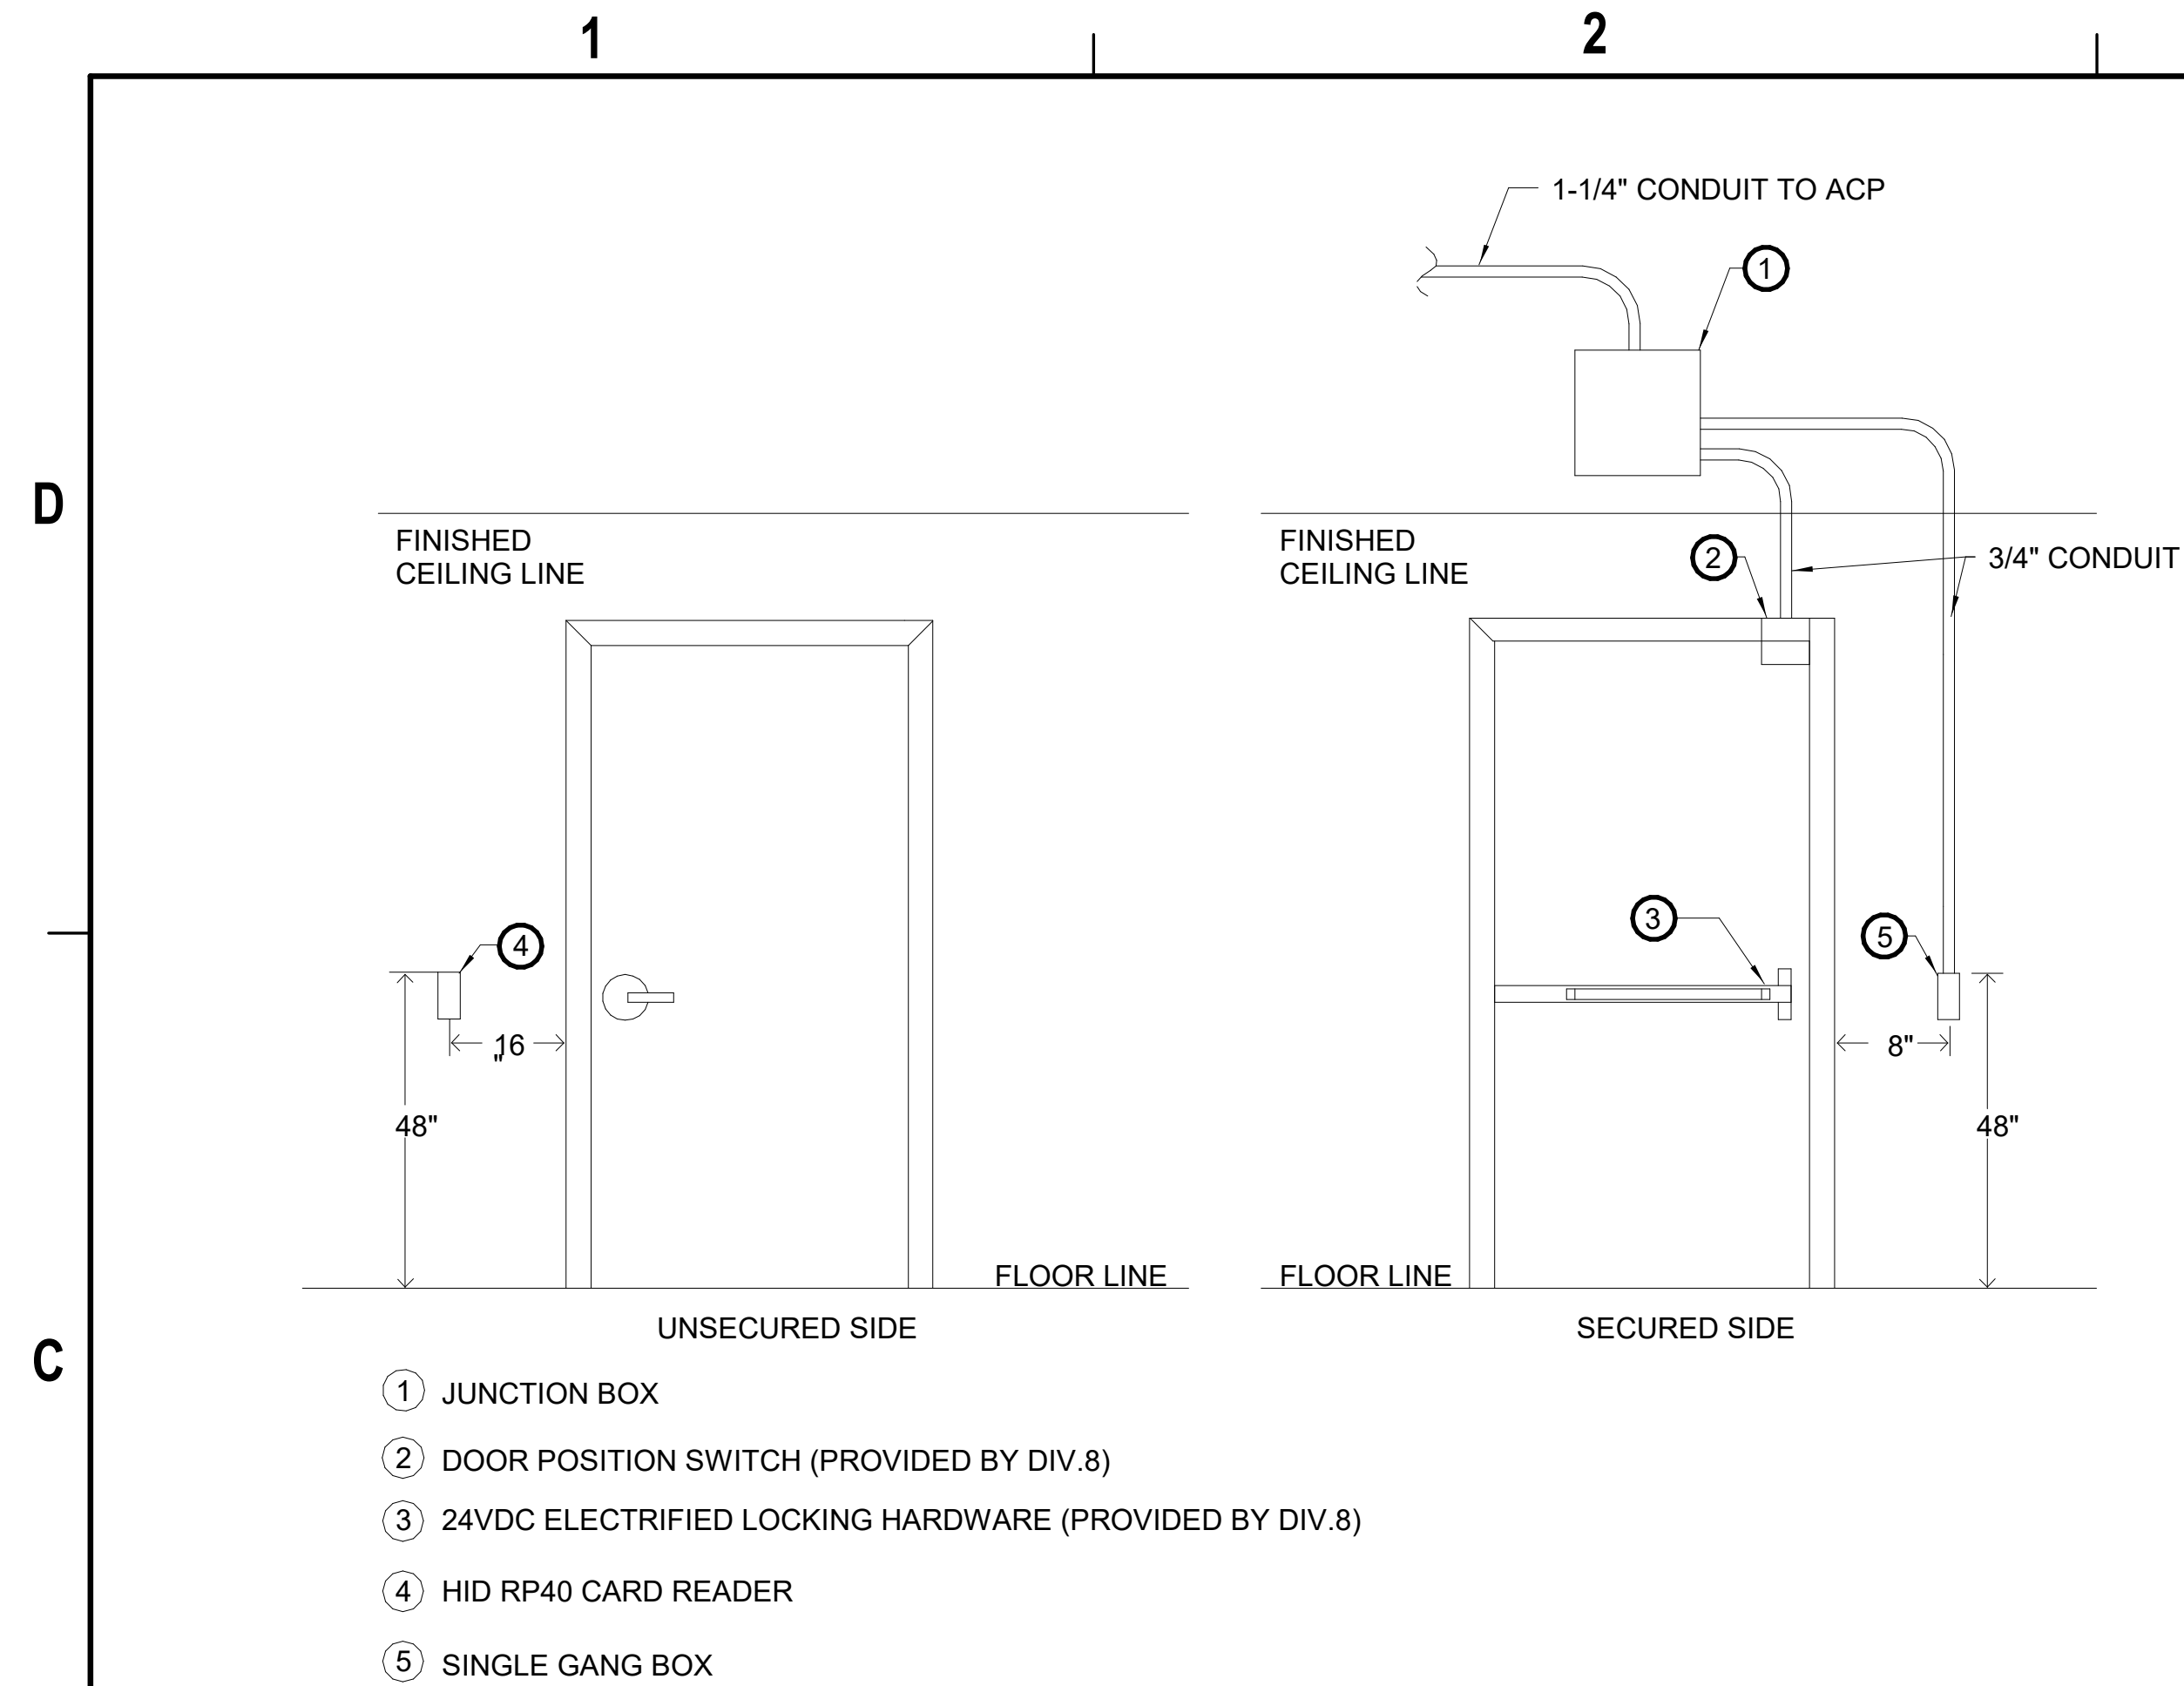 1
2
1-1/4" CONDUIT TO ACP
1
D
FINISHED
CEILING LINE
FINISHED
CEILING LINE
2
3/4" CONDUIT
3
5
4
16
"
8"
48"
48"
FLOOR LINE
FLOOR LINE
UNSECURED SIDE
SECURED SIDE
C
1 JUNCTION BOX
2 DOOR POSITION SWITCH (PROVIDED BY DIV.8)
3 24VDC ELECTRIFIED LOCKING HARDWARE (PROVIDED BY DIV.8)
4 HID RP40 CARD READER
5 SINGLE GANG BOX